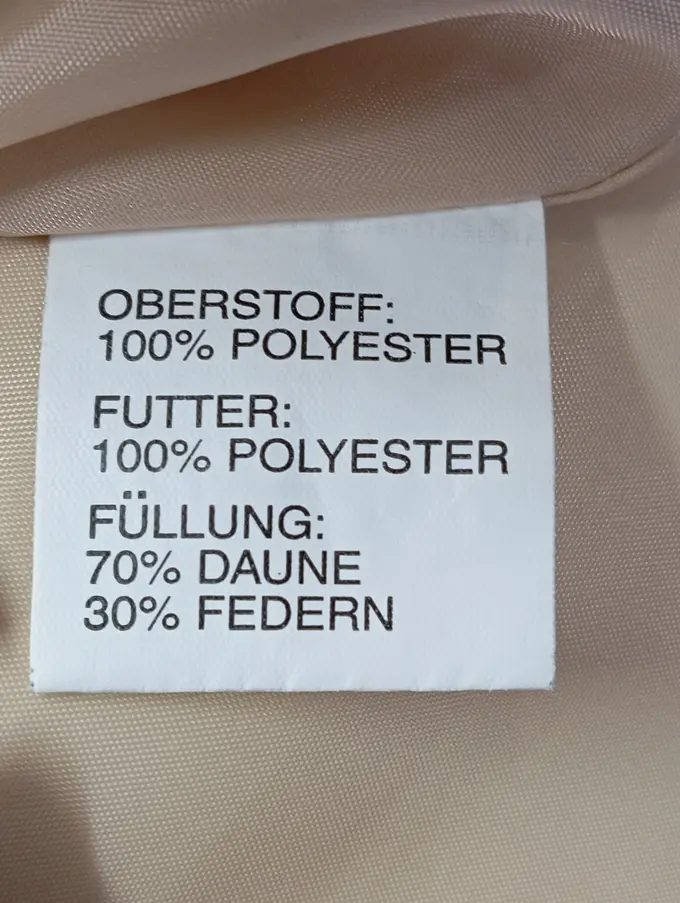 OBERSTOFF:
100% POLYESTER
FUTTER:
100% POLYESTER
FÜLLUNG:
70% DAUNE
30% FEDERN